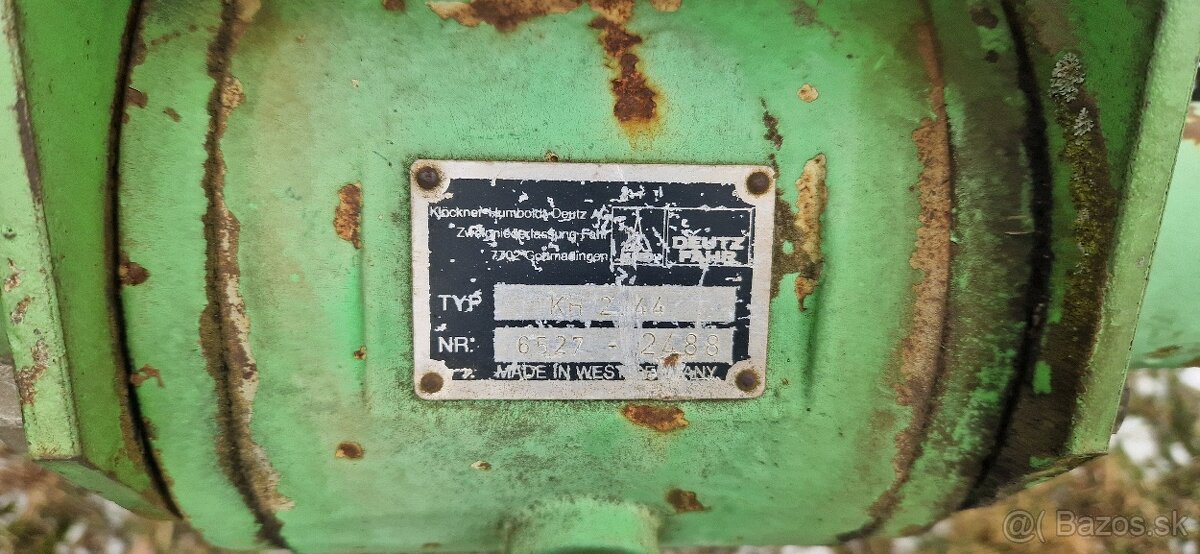 Klöckner-Humboldt-Deutz AG
Zweigniederlassung Fahr
7702 Gottmadingen
DEUTZ
FAHR
TYP KH 2 44
NR: 6527 - 2488
MADE IN WEST GERMANY
@( Bazos.sk